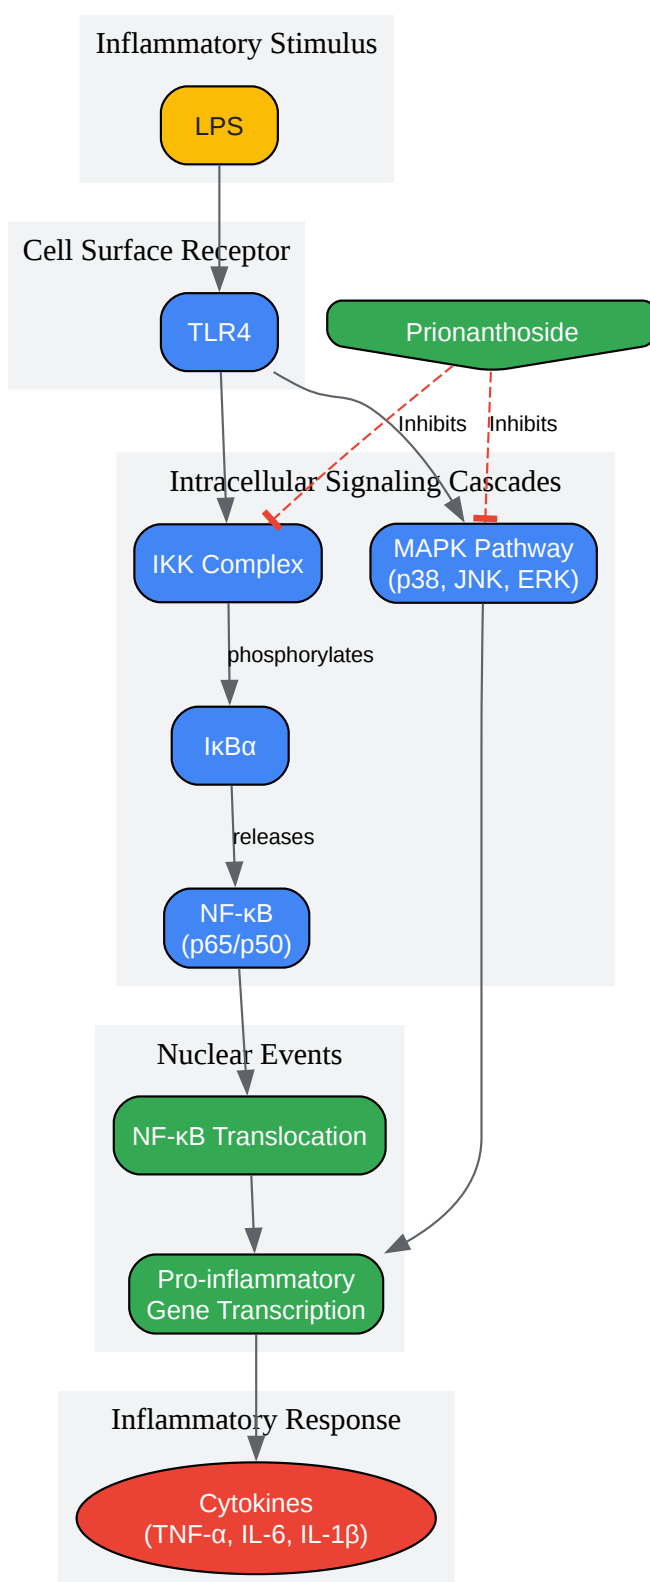 Inflammatory Stimulus
LPS
Cell Surface Receptor
TLR4
Prionanthoside
Inhibits
Inhibits
Intracellular Signaling Cascades
IKK Complex
MAPK Pathway
(p38, JNK, ERK)
phosphorylates
IκBα
releases
NF-κB
(p65/p50)
Nuclear Events
NF-κB Translocation
Pro-inflammatory
Gene Transcription
Inflammatory Response
Cytokines
(TNF-α, IL-6, IL-1β)